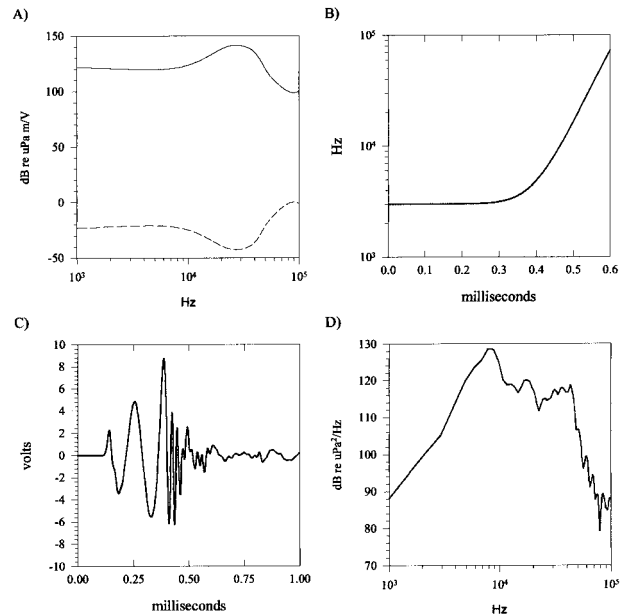 A)
150
100
50
0
-50
dB re uPa m/V
10³
10⁴
10⁵
Hz
B)
10⁵
10⁴
10³
Hz
0.0 0.1 0.2 0.3 0.4 0.5 0.6
milliseconds
C)
10
8
6
4
2
0
-2
-4
-6
-8
-10
volts
0.00 0.25 0.50 0.75 1.00
milliseconds
D)
130
120
110
100
90
80
70
dB re uPa²/Hz
10³ 10⁴ 10⁵
Hz